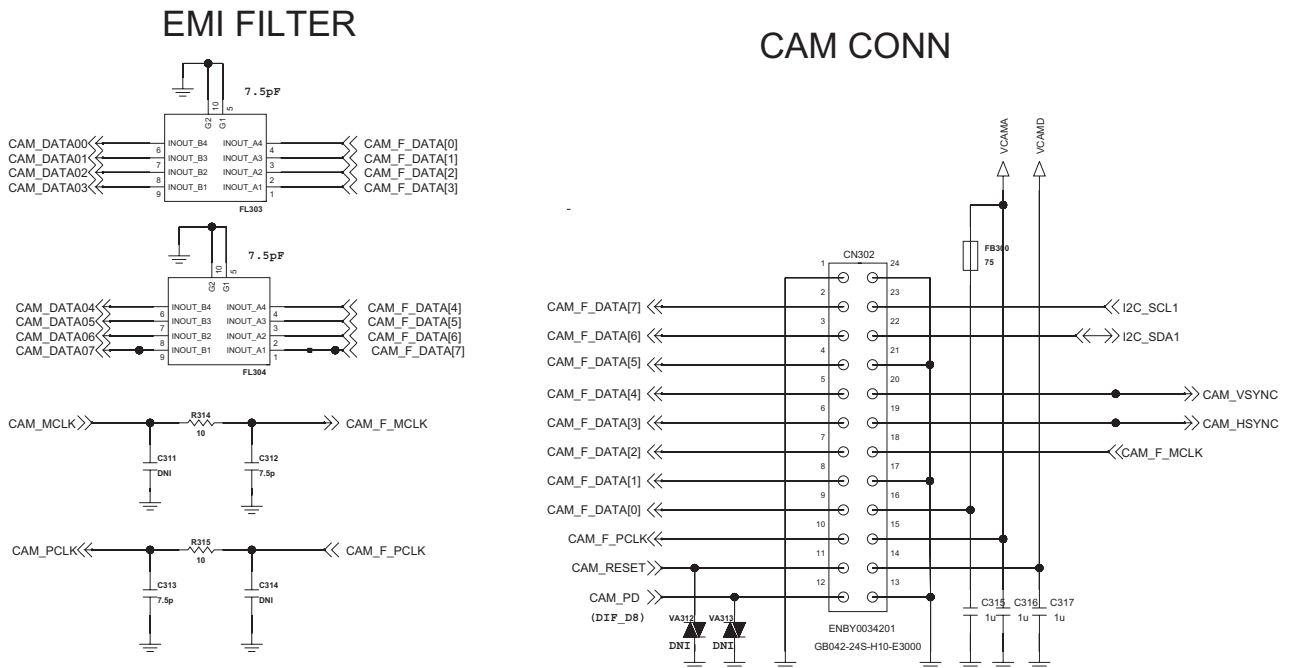 EMI FILTER
CAM CONN
7.5pF
G2 10 G1 5
CAM_DATA00 6 INOUT_B4 INOUT_A4 4 CAM_F_DATA[0]
CAM_DATA01 7 INOUT_B3 INOUT_A3 3 CAM_F_DATA[1]
CAM_DATA02 8 INOUT_B2 INOUT_A2 2 CAM_F_DATA[2]
CAM_DATA03 9 INOUT_B1 INOUT_A1 1 CAM_F_DATA[3]
FL303
7.5pF
G2 10 G1 5
CAM_DATA04 6 INOUT_B4 INOUT_A4 4 CAM_F_DATA[4]
CAM_DATA05 7 INOUT_B3 INOUT_A3 3 CAM_F_DATA[5]
CAM_DATA06 8 INOUT_B2 INOUT_A2 2 CAM_F_DATA[6]
CAM_DATA07 9 INOUT_B1 INOUT_A1 1 CAM_F_DATA[7]
FL304
R314
CAM_MCLK CAM_F_MCLK
10
C311 C312
DNI 7.5p
R315
CAM_PCLK CAM_F_PCLK
10
C313 C314
7.5p DNI
-
VCAMA
VCAMD
FB300
75
CN302
1 24
CAM_F_DATA[7] 2 23 I2C_SCL1
CAM_F_DATA[6] 3 22 I2C_SDA1
CAM_F_DATA[5] 4 21
CAM_F_DATA[4] 5 20 CAM_VSYNC
CAM_F_DATA[3] 6 19 CAM_HSYNC
CAM_F_DATA[2] 7 18 CAM_F_MCLK
CAM_F_DATA[1] 8 17
CAM_F_DATA[0] 9 16
CAM_F_PCLK 10 15
CAM_RESET 11 14
CAM_PD 12 13
(DIF_D8)
VA312 VA313
DNI DNI
C315 C316 C317
1u 1u 1u
ENBY0034201
GB042-24S-H10-E3000